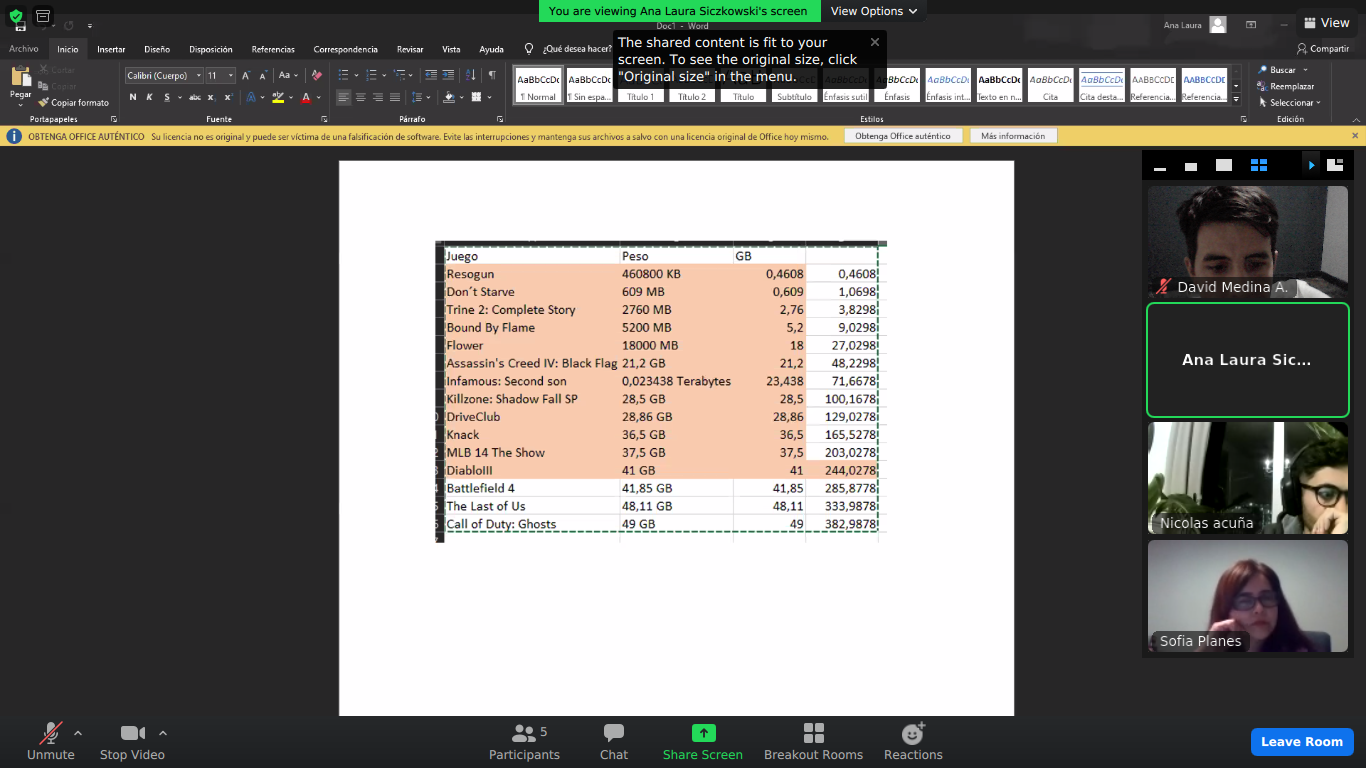 You are viewing Ana Laura Siczkowski's screen
View Options
Doc1 - Word
Ana Laura
View
Archivo Inicio Insertar Diseño Disposición Referencias Correspondencia Revisar Vista Ayuda ¿Qué desea hacer?
Compartir
The shared content is fit to your
screen. To see the original size, click
"Original size" in the menu.
Pegar
Cortar
Copiar
Copiar formato
Calibri (Cuerpo) 11
N K S abc x₂ x²
AaBbCcDc
¶ Normal
¶ Sin espa...
Título 1
Título 2
Título
Subtítulo
Énfasis sutil
Énfasis
Énfasis int...
Texto en n...
Cita
Cita desta...
Referencia...
Referencia...
Buscar
Reemplazar
Seleccionar
Portapapeles Fuente Párrafo Estilos Edición
OBTENGA OFFICE AUTÉNTICO Su licencia no es original y puede ser víctima de una falsificación de software. Evite las interrupciones y mantenga sus archivos a salvo con una licencia original de Office hoy mismo. Obtenga Office auténtico Más información
Juego Peso GB
Resogun 460800 KB 0,4608 0,4608
Don´t Starve 609 MB 0,609 1,0698
Trine 2: Complete Story 2760 MB 2,76 3,8298
Bound By Flame 5200 MB 5,2 9,0298
Flower 18000 MB 18 27,0298
Assassin's Creed IV: Black Flag 21,2 GB 21,2 48,2298
Infamous: Second son 0,023438 Terabytes 23,438 71,6678
Killzone: Shadow Fall SP 28,5 GB 28,5 100,1678
DriveClub 28,86 GB 28,86 129,0278
Knack 36,5 GB 36,5 165,5278
MLB 14 The Show 37,5 GB 37,5 203,0278
DiabloIII 41 GB 41 244,0278
Battlefield 4 41,85 GB 41,85 285,8778
The Last of Us 48,11 GB 48,11 333,9878
Call of Duty: Ghosts 49 GB 49 382,9878
David Medina A.
Ana Laura Sic...
Nicolas acuña
Sofia Planes
Unmute
Stop Video
Participants 5
Chat
Share Screen
Breakout Rooms
Reactions
Leave Room